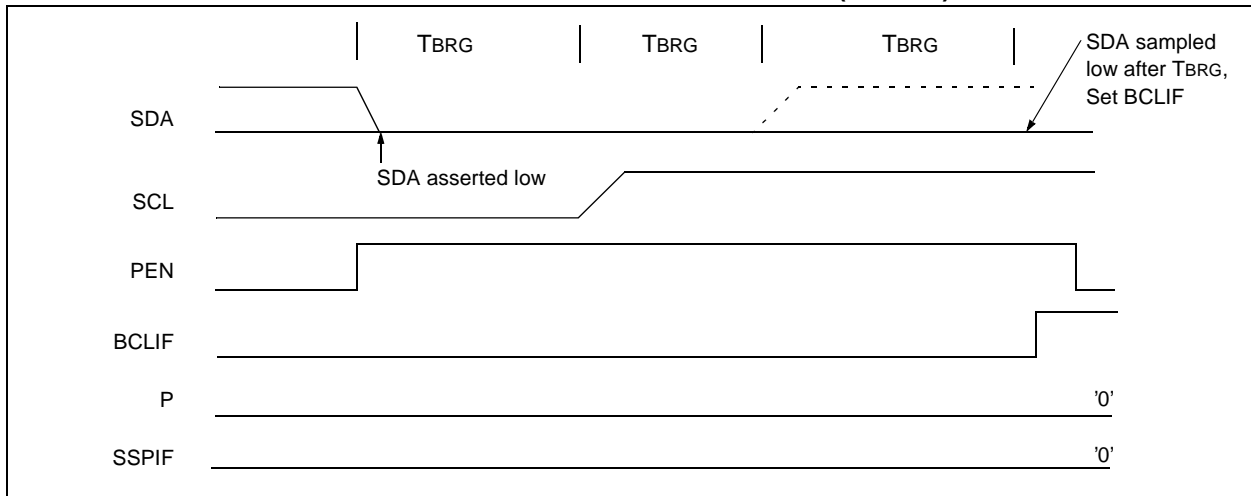 TBRG TBRG TBRG
SDA sampled
low after TBRG,
Set BCLIF
SDA
SDA asserted low
SCL
PEN
BCLIF
P '0'
SSPIF '0'